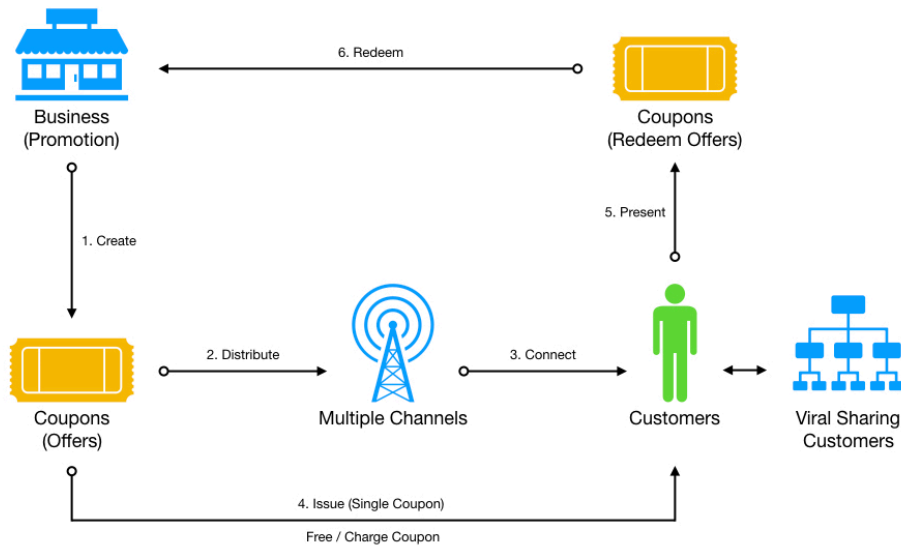 6. Redeem
Business
(Promotion)
Coupons
(Redeem Offers)
5. Present
1. Create
2. Distribute
3. Connect
Coupons
(Offers)
Multiple Channels
Customers
Viral Sharing
Customers
4. Issue (Single Coupon)
Free / Charge Coupon